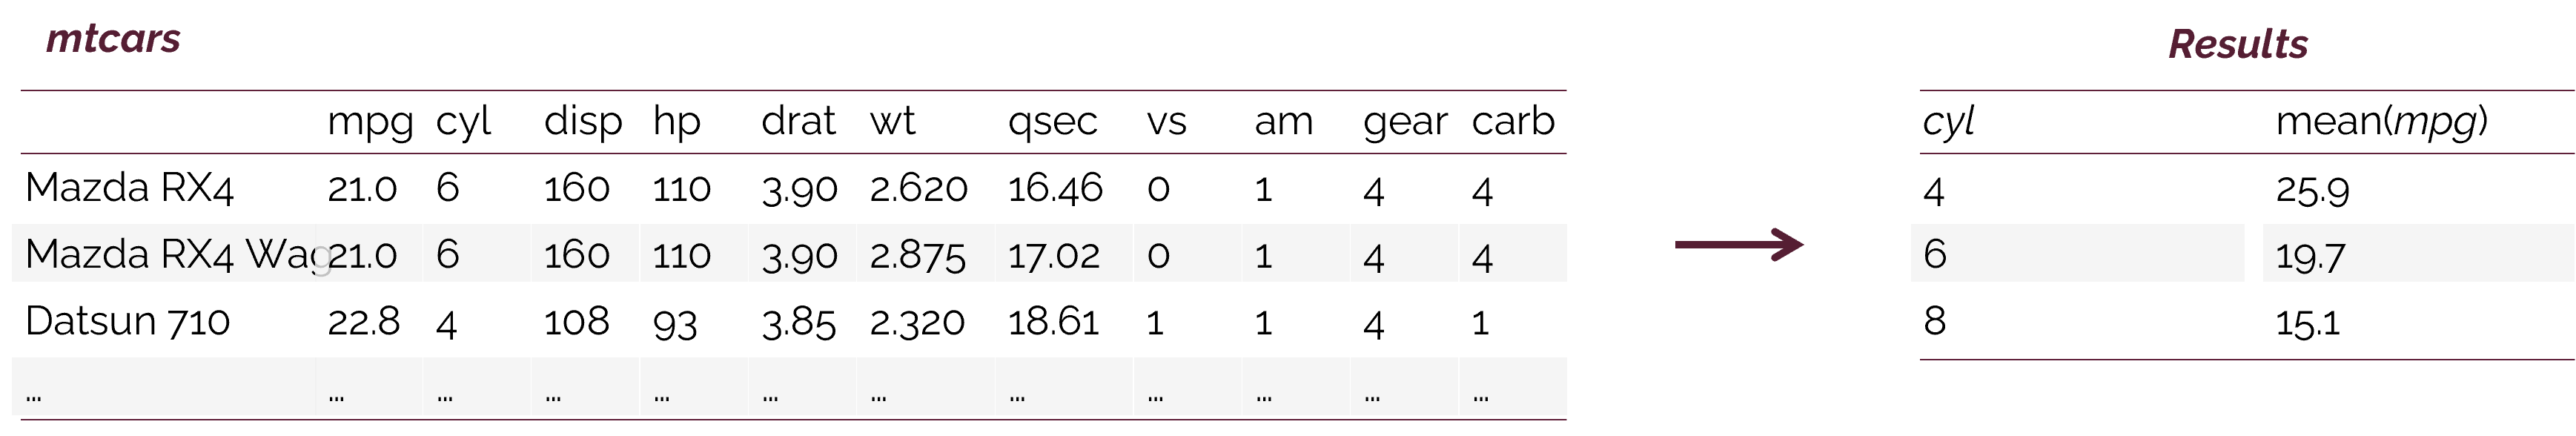 mtcars
mpg cyl disp hp drat wt qsec vs am gear carb
Mazda RX4 21.0 6 160 110 3.90 2.620 16.46 0 1 4 4
Mazda RX4 Wag 21.0 6 160 110 3.90 2.875 17.02 0 1 4 4
Datsun 710 22.8 4 108 93 3.85 2.320 18.61 1 1 4 1
... ... ... ... ... ... ... ... ... ... ... ...
Results
cyl mean(mpg)
4 25.9
6 19.7
8 15.1